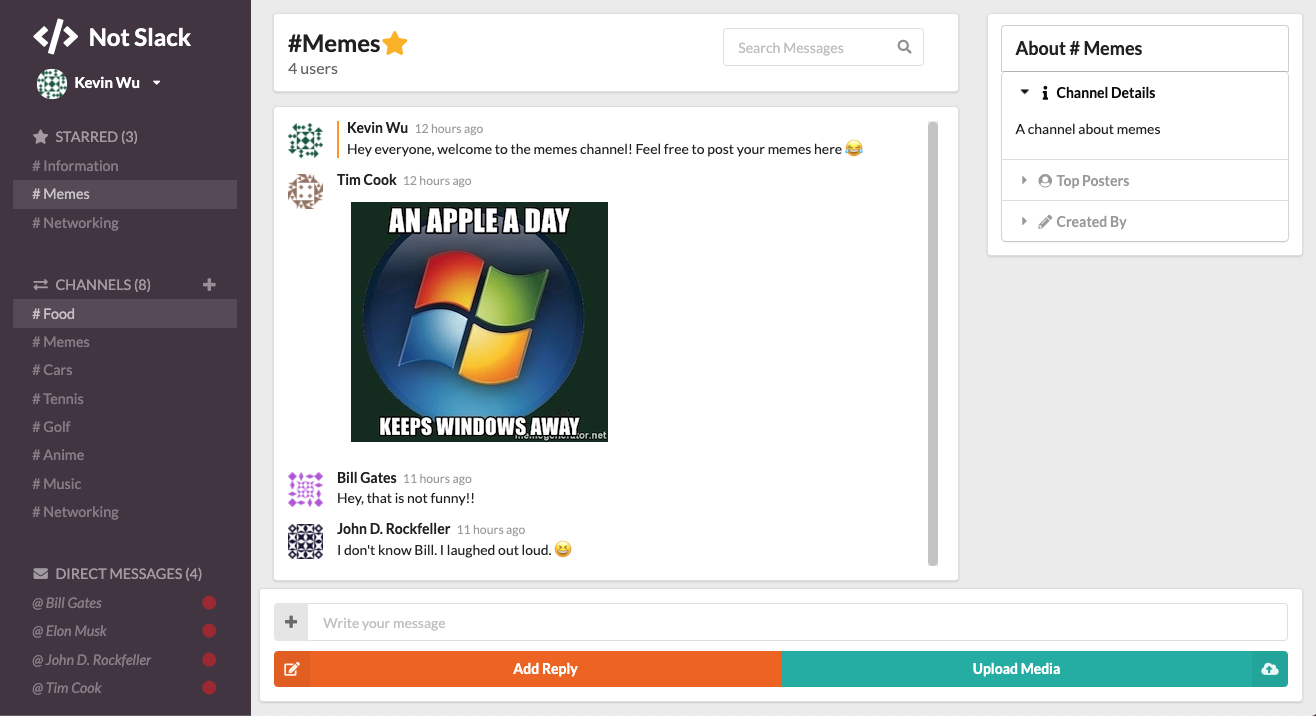 Not Slack
Kevin Wu
STARRED (3)
# Information
# Memes
# Networking
CHANNELS (8)
# Food
# Memes
# Cars
# Tennis
# Golf
# Anime
# Music
# Networking
DIRECT MESSAGES (4)
@ Bill Gates
@ Elon Musk
@ John D. Rockfeller
@ Tim Cook
#Memes
4 users
Search Messages
Kevin Wu 12 hours ago
Hey everyone, welcome to the memes channel! Feel free to post your memes here 😂
Tim Cook 12 hours ago
AN APPLE A DAY
KEEPS WINDOWS AWAY
memegenerator.net
Bill Gates 11 hours ago
Hey, that is not funny!!
John D. Rockfeller 11 hours ago
I don't know Bill. I laughed out loud. 😆
Write your message
Add Reply
Upload Media
About # Memes
Channel Details
A channel about memes
Top Posters
Created By